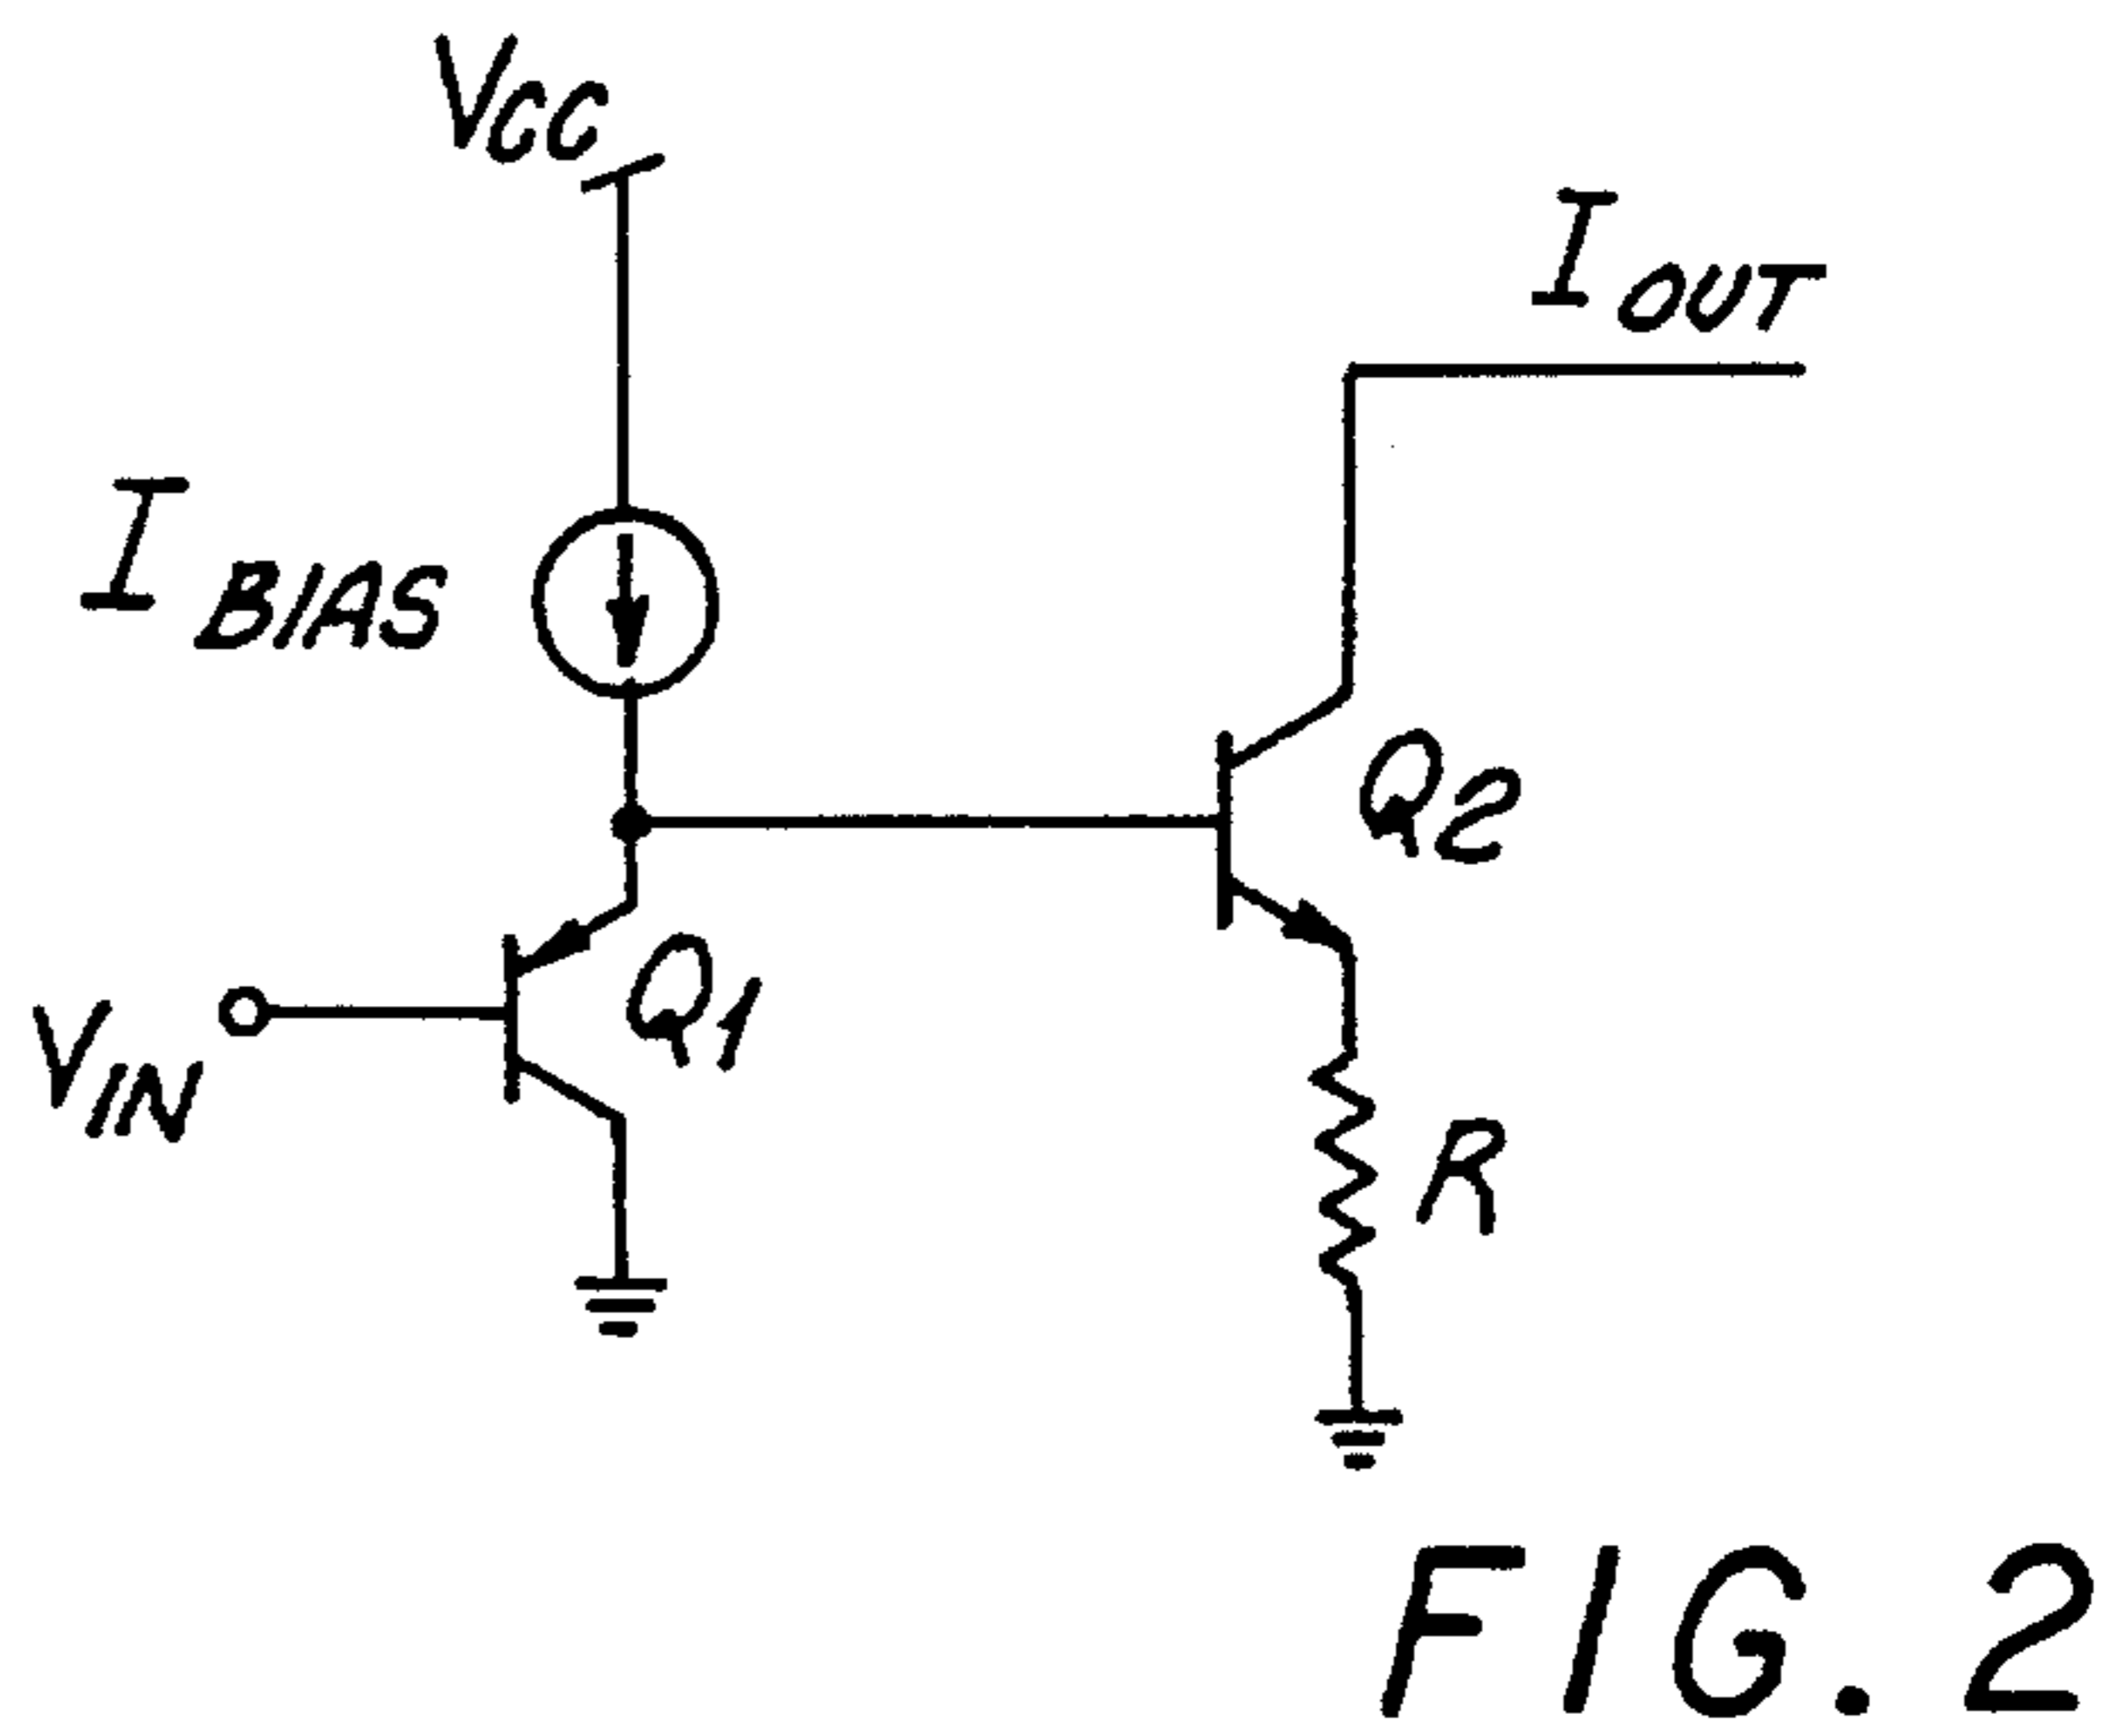 VCC
IOUT
IBIAS
Q2
Q1
VIN
R
FIG. 2